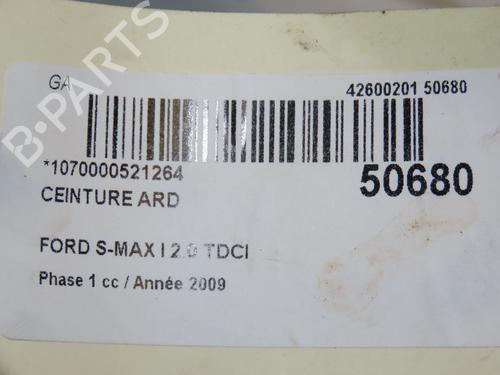 GA 42600201 50680
*1070000521264 50680
CEINTURE ARD
FORD S-MAX I 2.0 TDCI
Phase 1 cc / Année 2009
B-PARTS